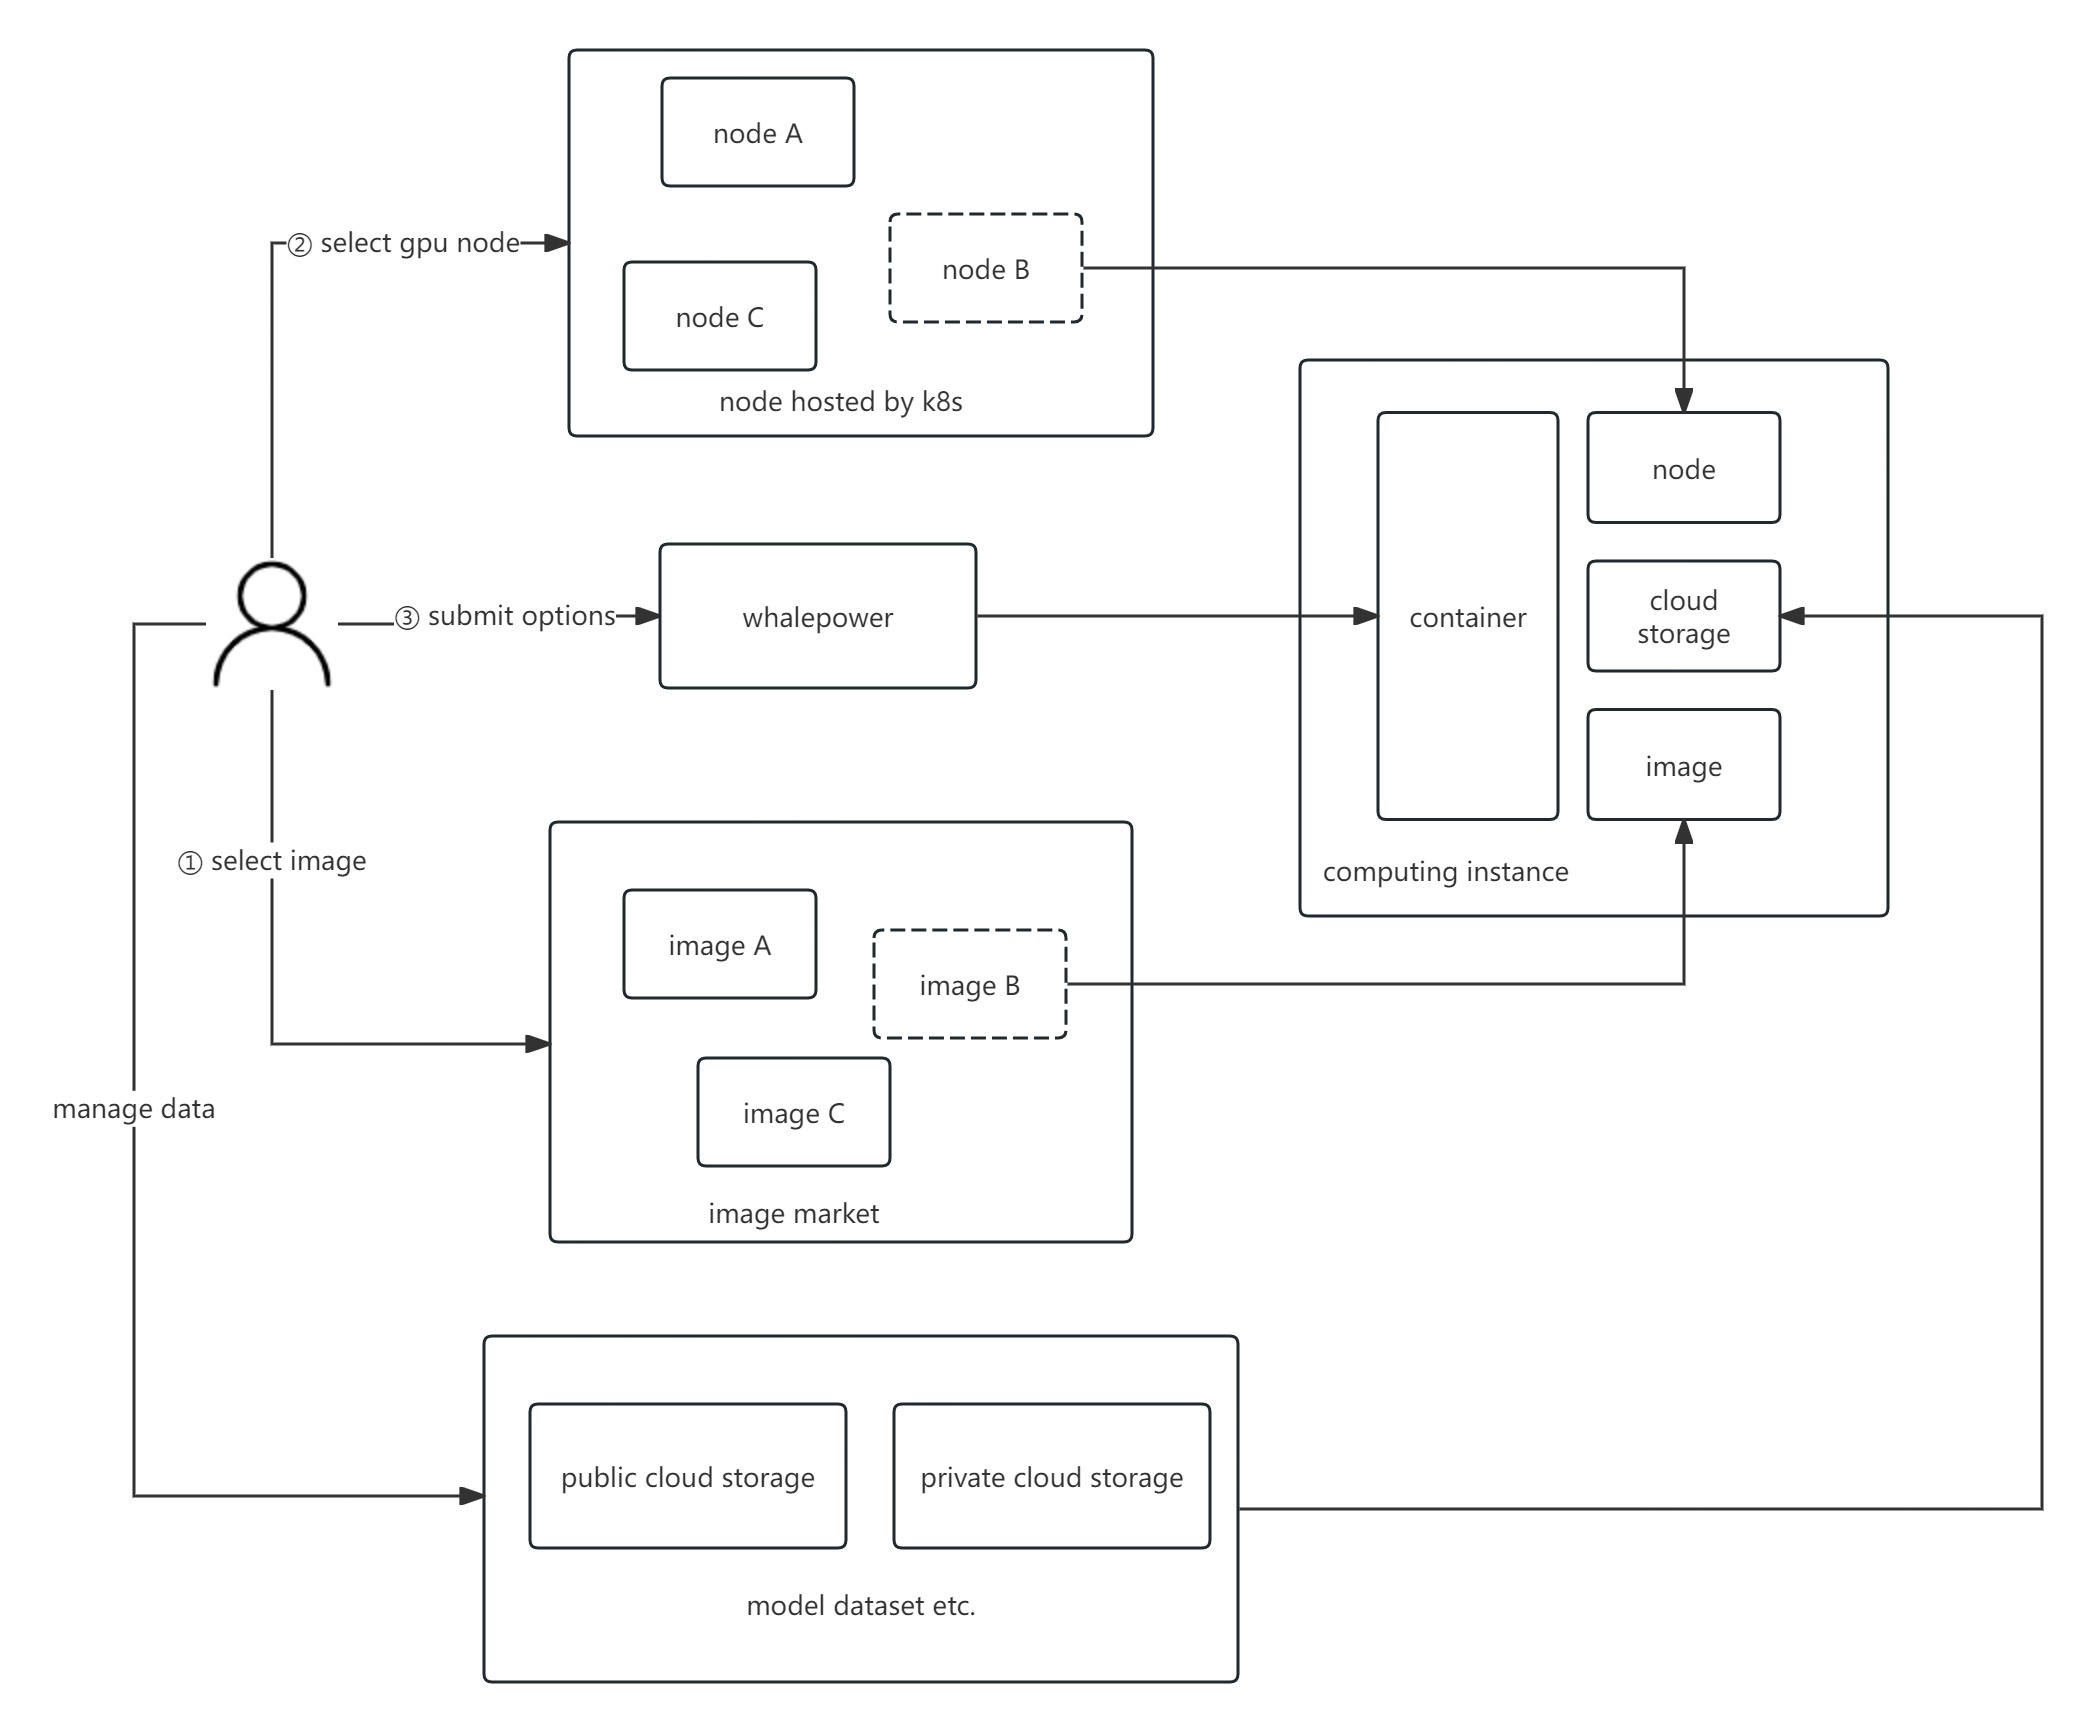 node A
② select gpu node
node B
node C
node hosted by k8s
node
③ submit options
whalepower
container
cloud
storage
image
① select image
computing instance
image A
image B
manage data
image C
image market
public cloud storage
private cloud storage
model dataset etc.